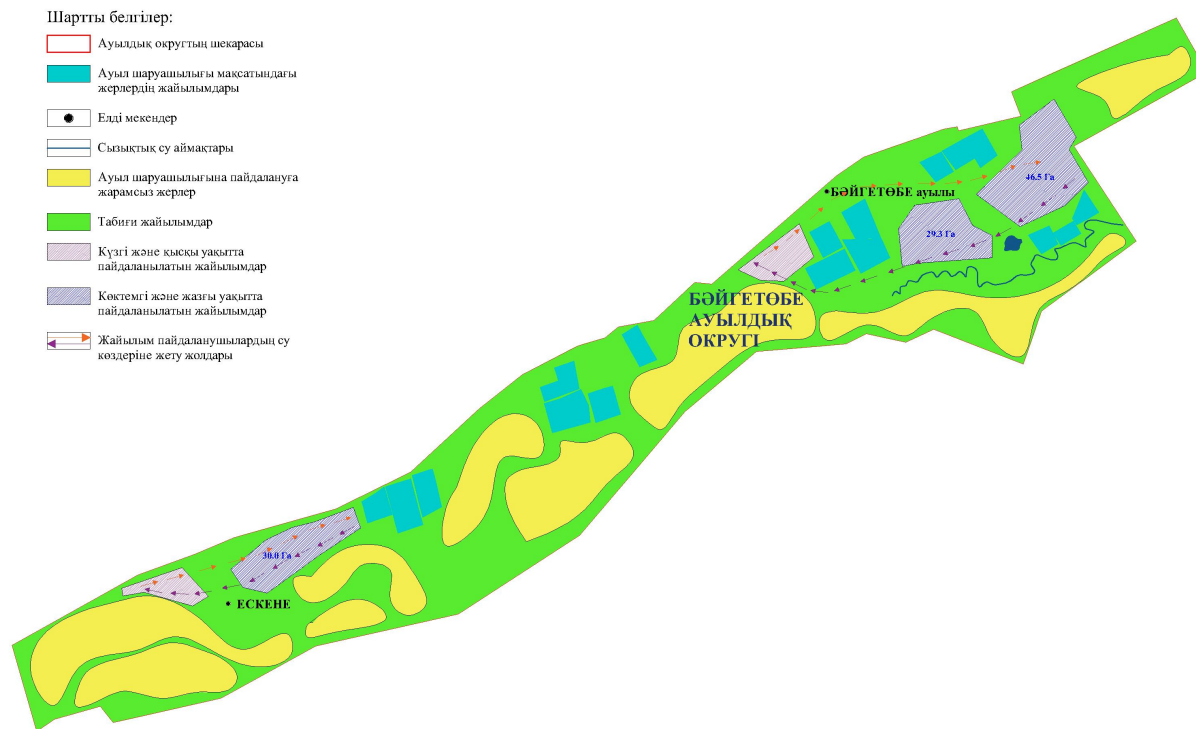 Шартты белгілер:
Ауылдық округтың шекарасы
Ауыл шаруашылығы мақсатындағы
жерлердің жайылымдары
Елді мекендер
Сызықтық су аймақтары
Ауыл шаруашылығына пайдалануға
жарамсыз жерлер
Табиғи жайылымдар
Күзгі және қысқы уақытта
пайдаланылатын жайылымдар
Көктемгі және жазғы уақытта
пайдаланылатын жайылымдар
Жайылым пайдаланушылардың су
көздеріне жету жолдары
46.5 Га
БӘЙГЕТӨБЕ ауылы
29.3 Га
БӘЙГЕТӨБЕ
АУЫЛДЫҚ
ОКРУГІ
30.0 Га
ЕСКЕНЕ